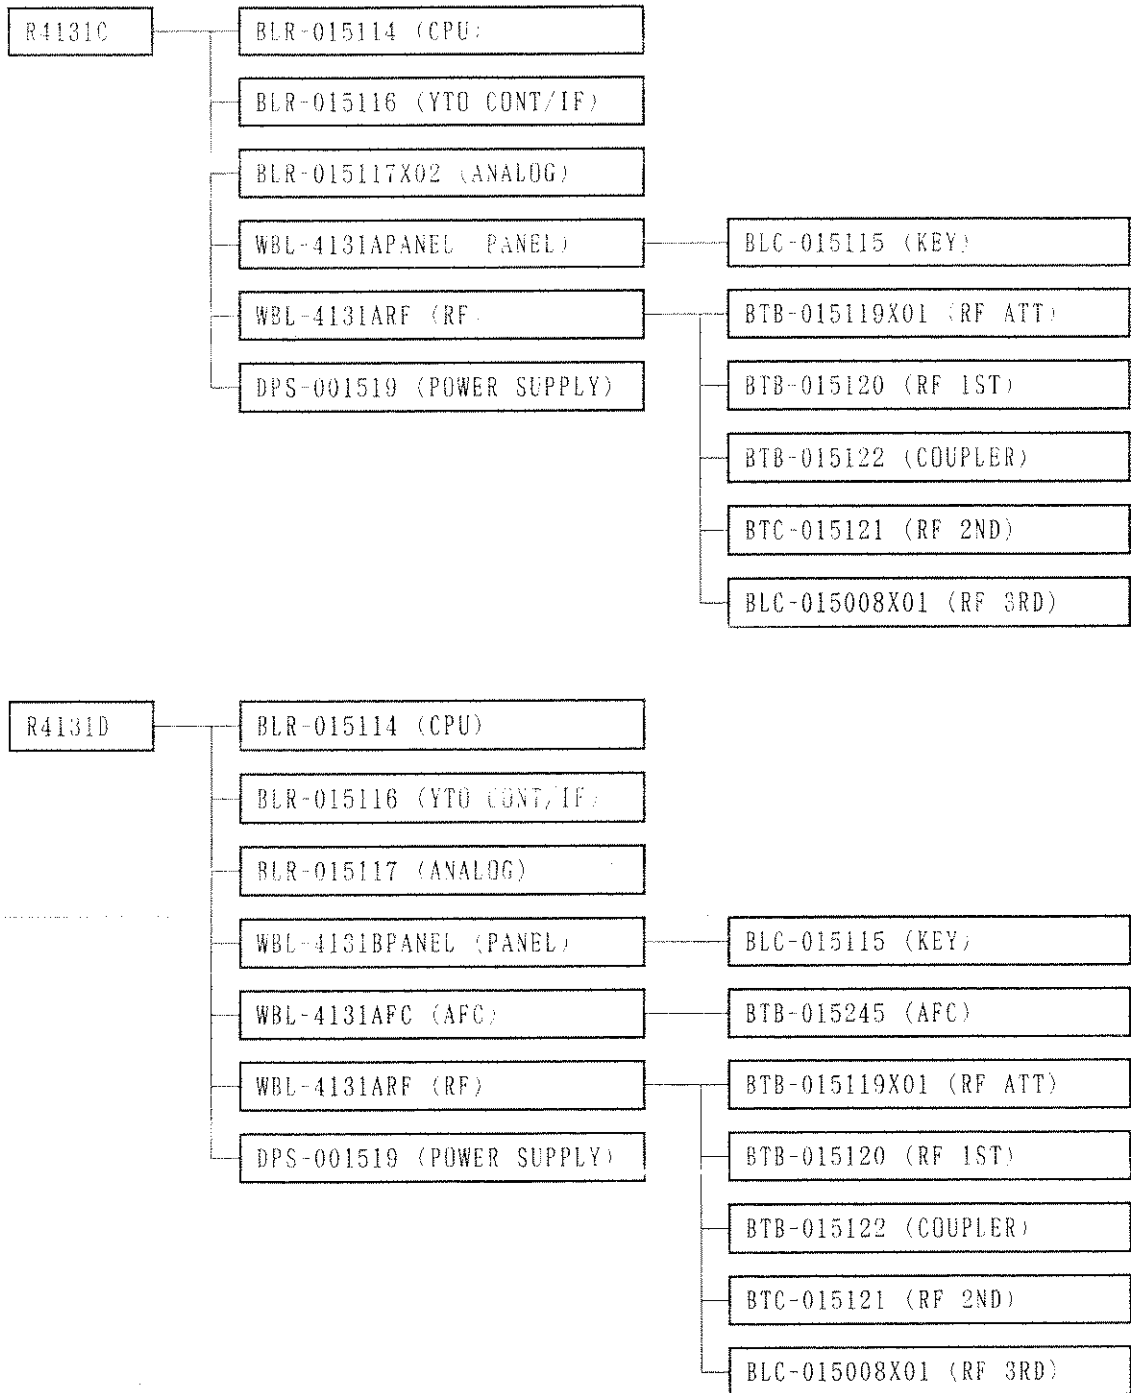 R4131C
BLR-015114 (CPU)
BLR-015116 (YTO CONT/IF)
BLR-015117X02 (ANALOG)
WBL-4131APANEL PANEL)
BLC-015115 (KEY)
WBL-4131ARF (RF
BTB-015119X01 (RF ATT)
DPS-001519 (POWER SUPPLY)
BTB-015120 (RF 1ST)
BTB-015122 (COUPLER)
BTC-015121 (RF 2ND)
BLC-015008X01 (RF 3RD)
R4131D
BLR-015114 (CPU)
BLR-015116 (YTO CONT/IF)
BLR-015117 (ANALOG)
WBL-4131BPANEL (PANEL)
BLC-015115 (KEY)
WBL-4131AFC (AFC)
BTB-015245 (AFC)
WBL-4131ARF (RF)
BTB-015119X01 (RF ATT)
DPS-001519 (POWER SUPPLY)
BTB-015120 (RF 1ST)
BTB-015122 (COUPLER)
BTC-015121 (RF 2ND)
BLC-015008X01 (RF 3RD)